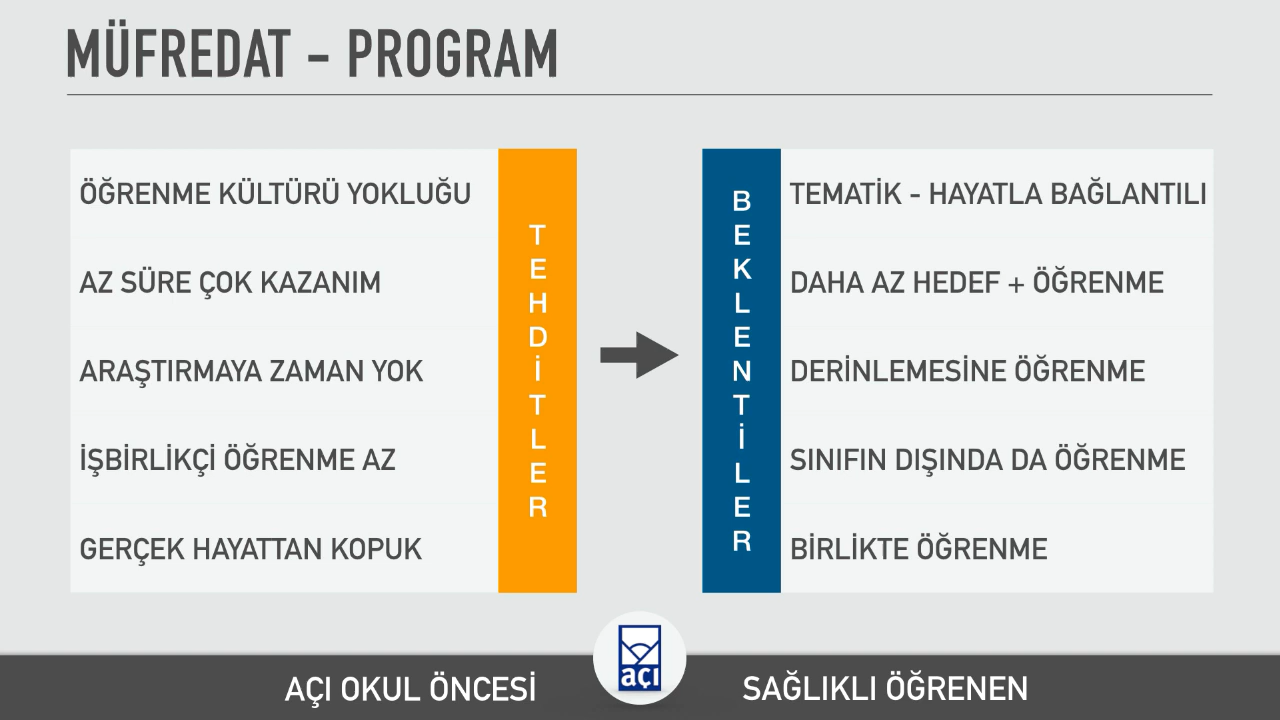 MÜFREDAT - PROGRAM
ÖĞRENME KÜLTÜRÜ YOKLUĞU
AZ SÜRE ÇOK KAZANIM
ARAŞTIRMAYA ZAMAN YOK
İŞBİRLİKÇİ ÖĞRENME AZ
GERÇEK HAYATTAN KOPUK
TEHDİTLER
BEKLENTİLER
TEMATİK - HAYATLA BAĞLANTILI
DAHA AZ HEDEF + ÖĞRENME
DERİNLEMESİNE ÖĞRENME
SINIFIN DIŞINDA DA ÖĞRENME
BİRLİKTE ÖĞRENME
AÇI OKUL ÖNCESİ
açı
SAĞLIKLI ÖĞRENEN